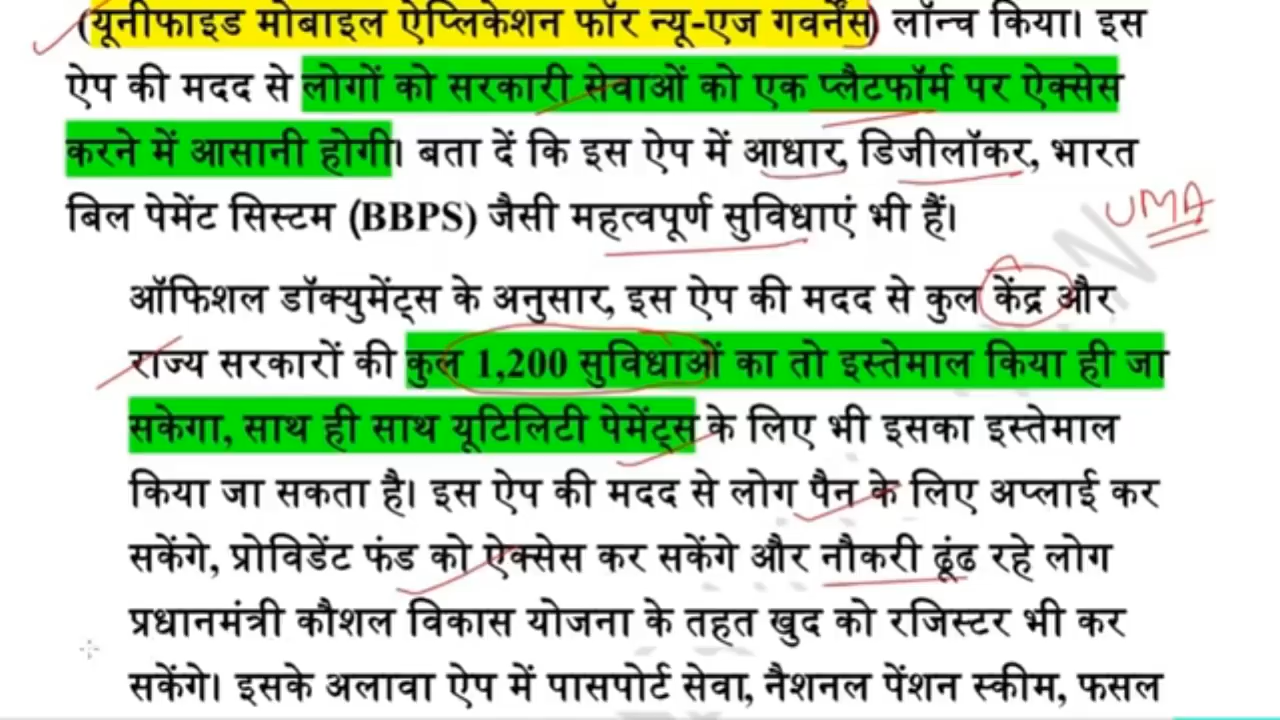 (यूनीफाइड मोबाइल ऐप्लिकेशन फॉर न्यू-एज गवर्नेंस) लॉन्च किया। इस
ऐप की मदद से लोगों को सरकारी सेवाओं को एक प्लैटफॉर्म पर ऐक्सेस
करने में आसानी होगी। बता दें कि इस ऐप में आधार, डिजीलॉकर, भारत
बिल पेमेंट सिस्टम (BBPS) जैसी महत्वपूर्ण सुविधाएं भी हैं।
UMA
ऑफिशल डॉक्युमेंट्स के अनुसार, इस ऐप की मदद से कुल केंद्र और
राज्य सरकारों की कुल 1,200 सुविधाओं का तो इस्तेमाल किया ही जा
सकेगा, साथ ही साथ यूटिलिटी पेमेंट्स के लिए भी इसका इस्तेमाल
किया जा सकता है। इस ऐप की मदद से लोग पैन के लिए अप्लाई कर
सकेंगे, प्रोविडेंट फंड को ऐक्सेस कर सकेंगे और नौकरी ढूंढ रहे लोग
प्रधानमंत्री कौशल विकास योजना के तहत खुद को रजिस्टर भी कर
सकेंगे। इसके अलावा ऐप में पासपोर्ट सेवा, नैशनल पेंशन स्कीम, फसल